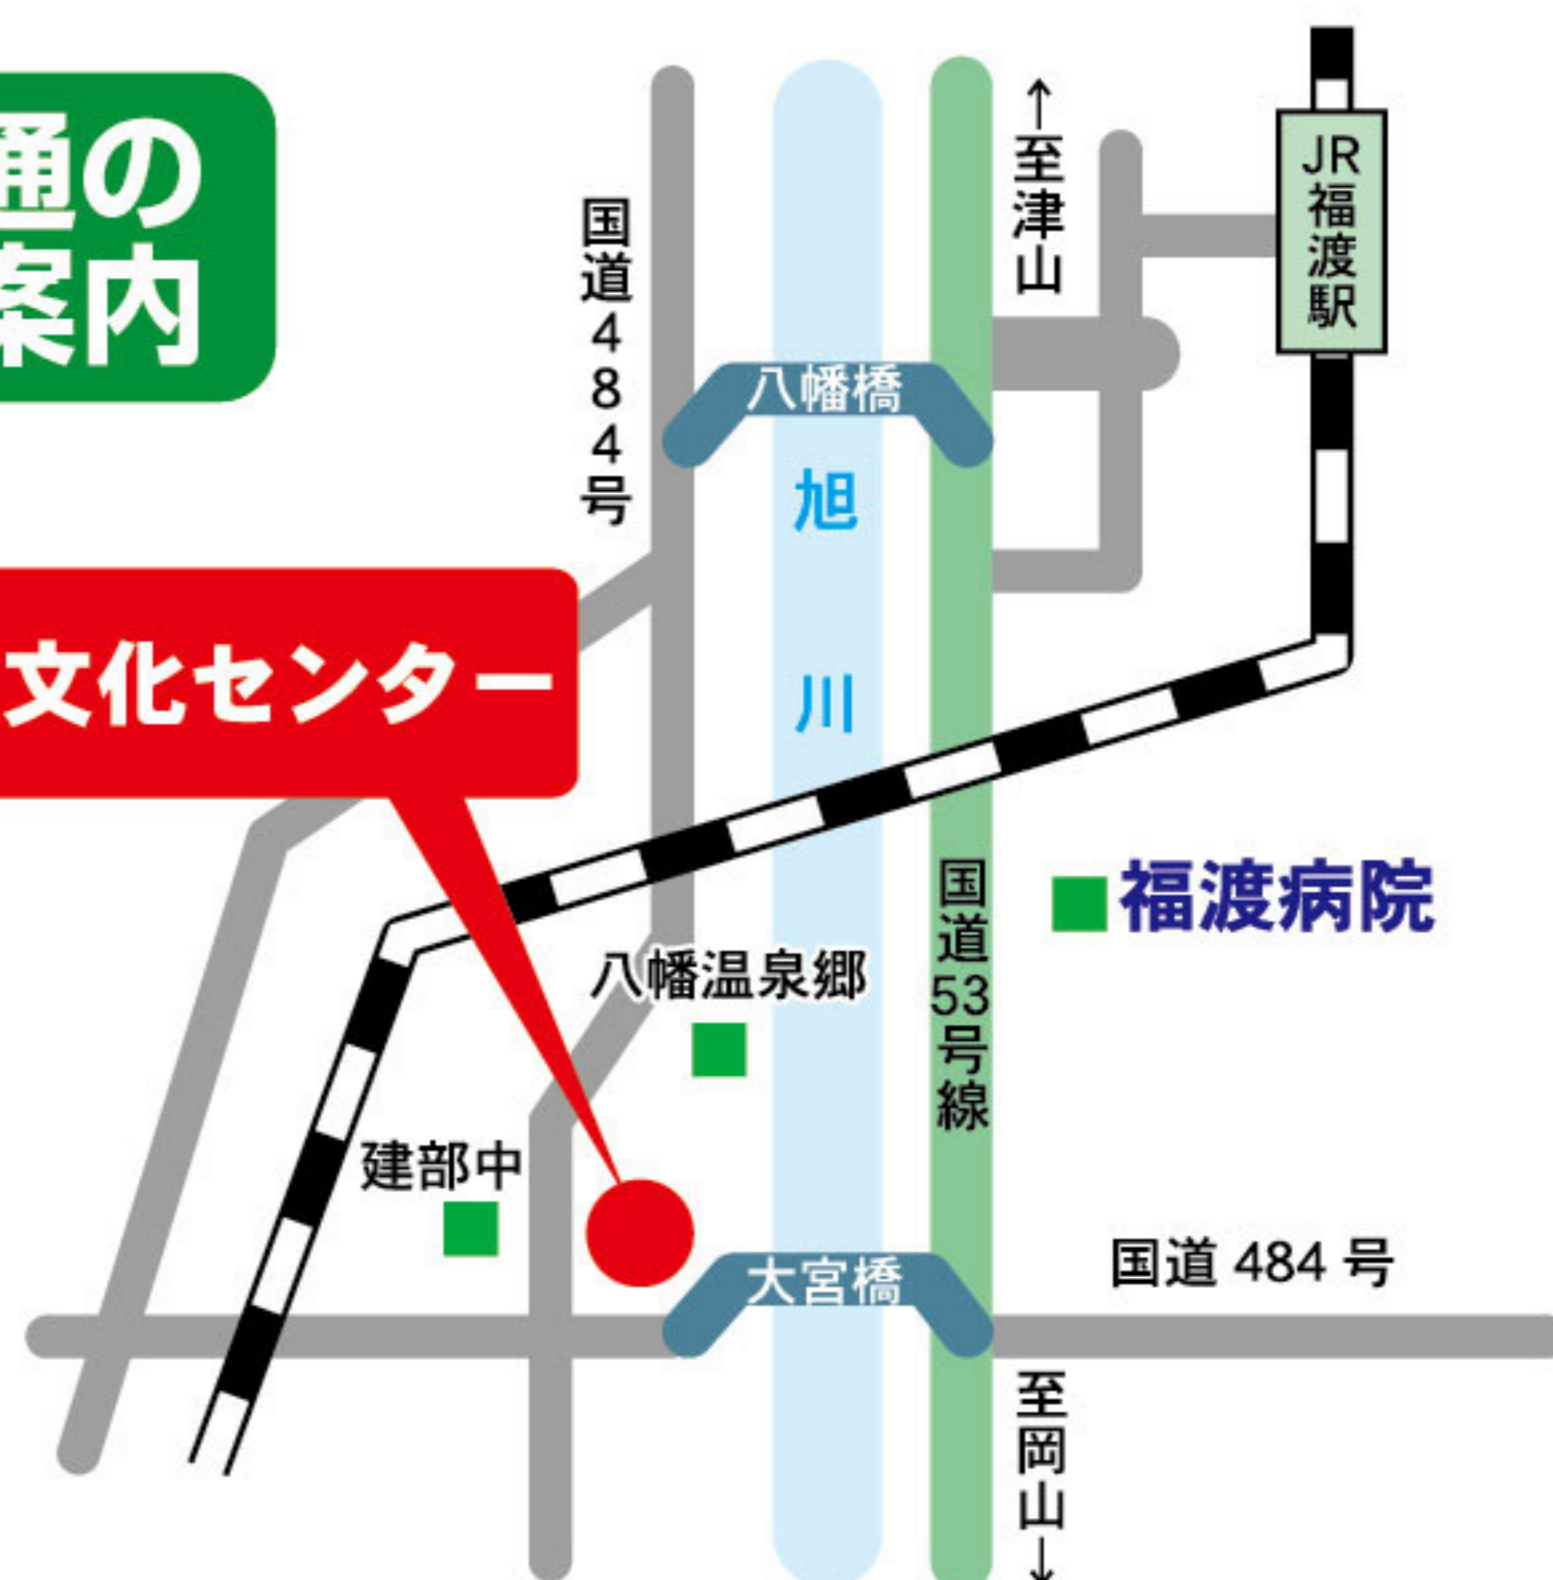 通の
案内
↑至津山
JR福渡駅
国道484号
八幡橋
旭川
文化センター
国道53号線
福渡病院
八幡温泉郷
建部中
大宮橋
国道 484 号
至岡山↓